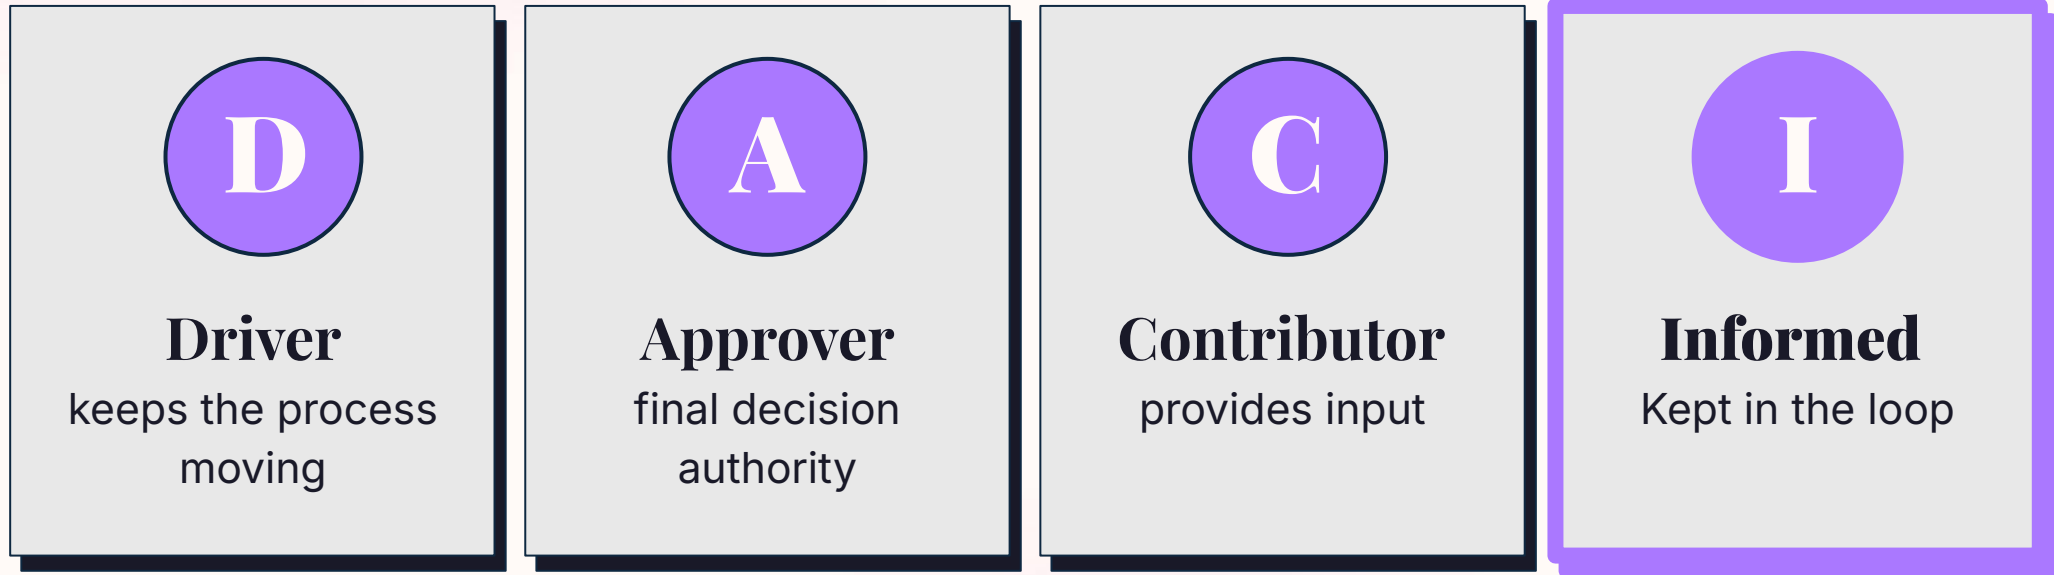 D
Driver
keeps the process
moving
A
Approver
final decision
authority
C
Contributor
provides input
I
Informed
Kept in the loop